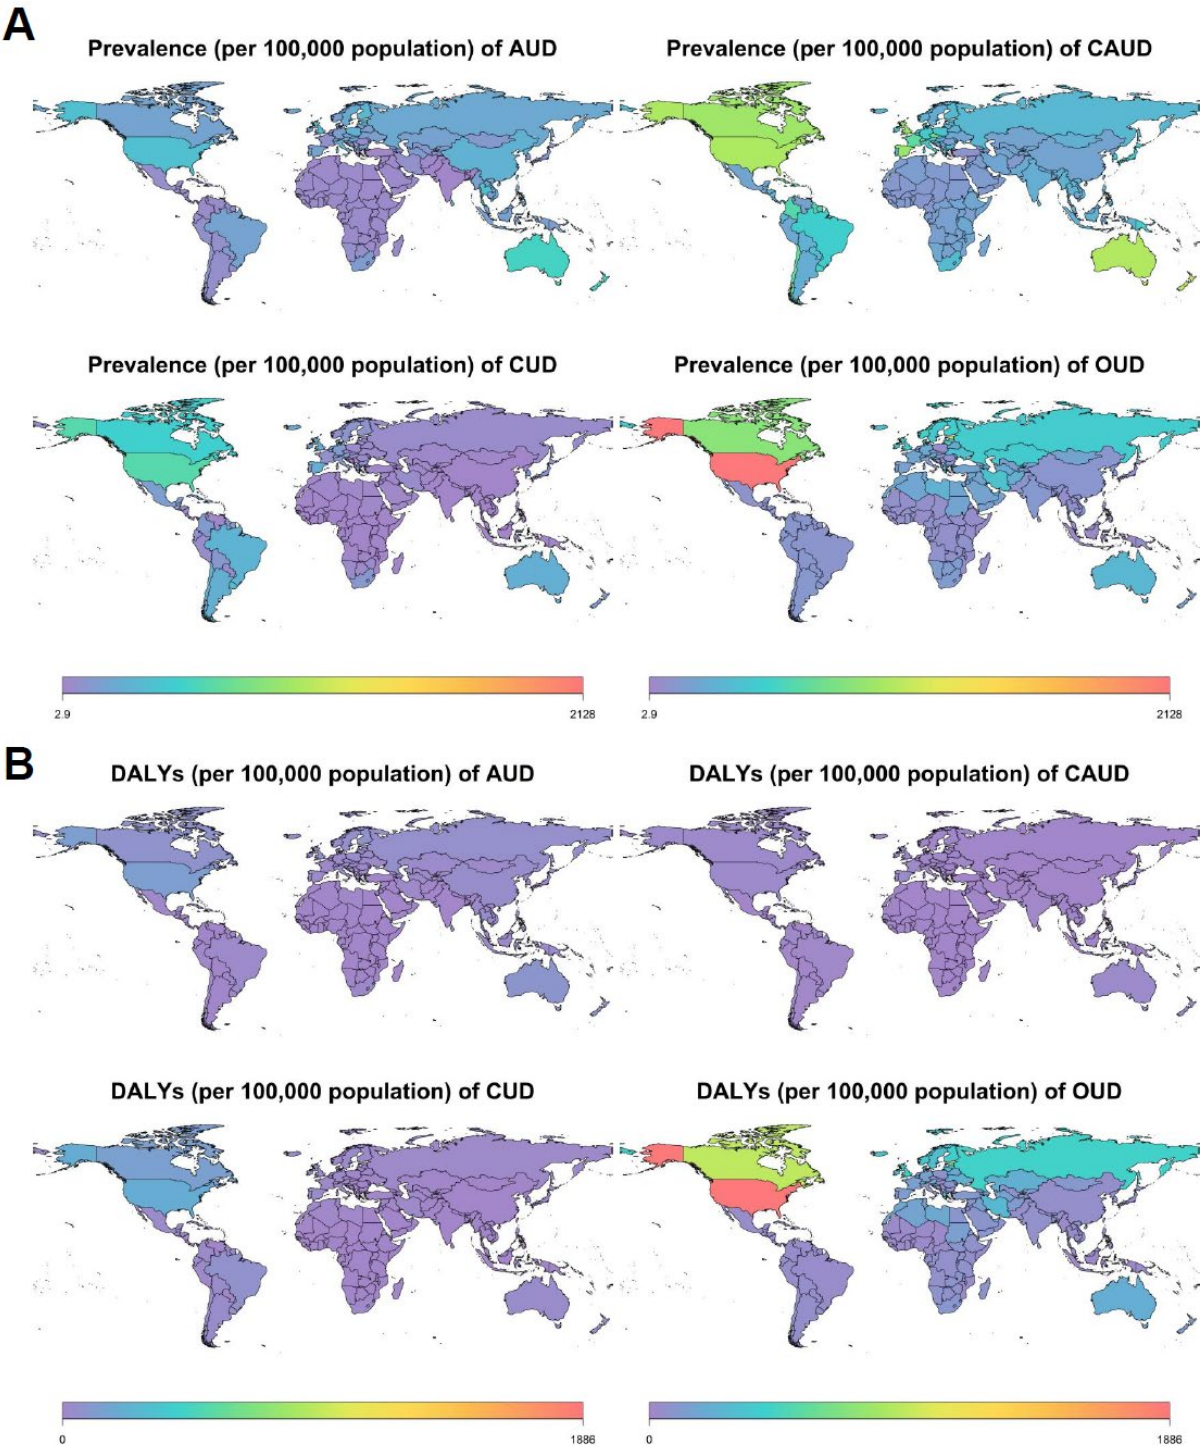 A
Prevalence (per 100,000 population) of AUD
Prevalence (per 100,000 population) of CAUD
Prevalence (per 100,000 population) of CUD
Prevalence (per 100,000 population) of OUD
2.9
2128
2.9
2128
B
DALYs (per 100,000 population) of AUD
DALYs (per 100,000 population) of CAUD
DALYs (per 100,000 population) of CUD
DALYs (per 100,000 population) of OUD
0
1886
0
1886